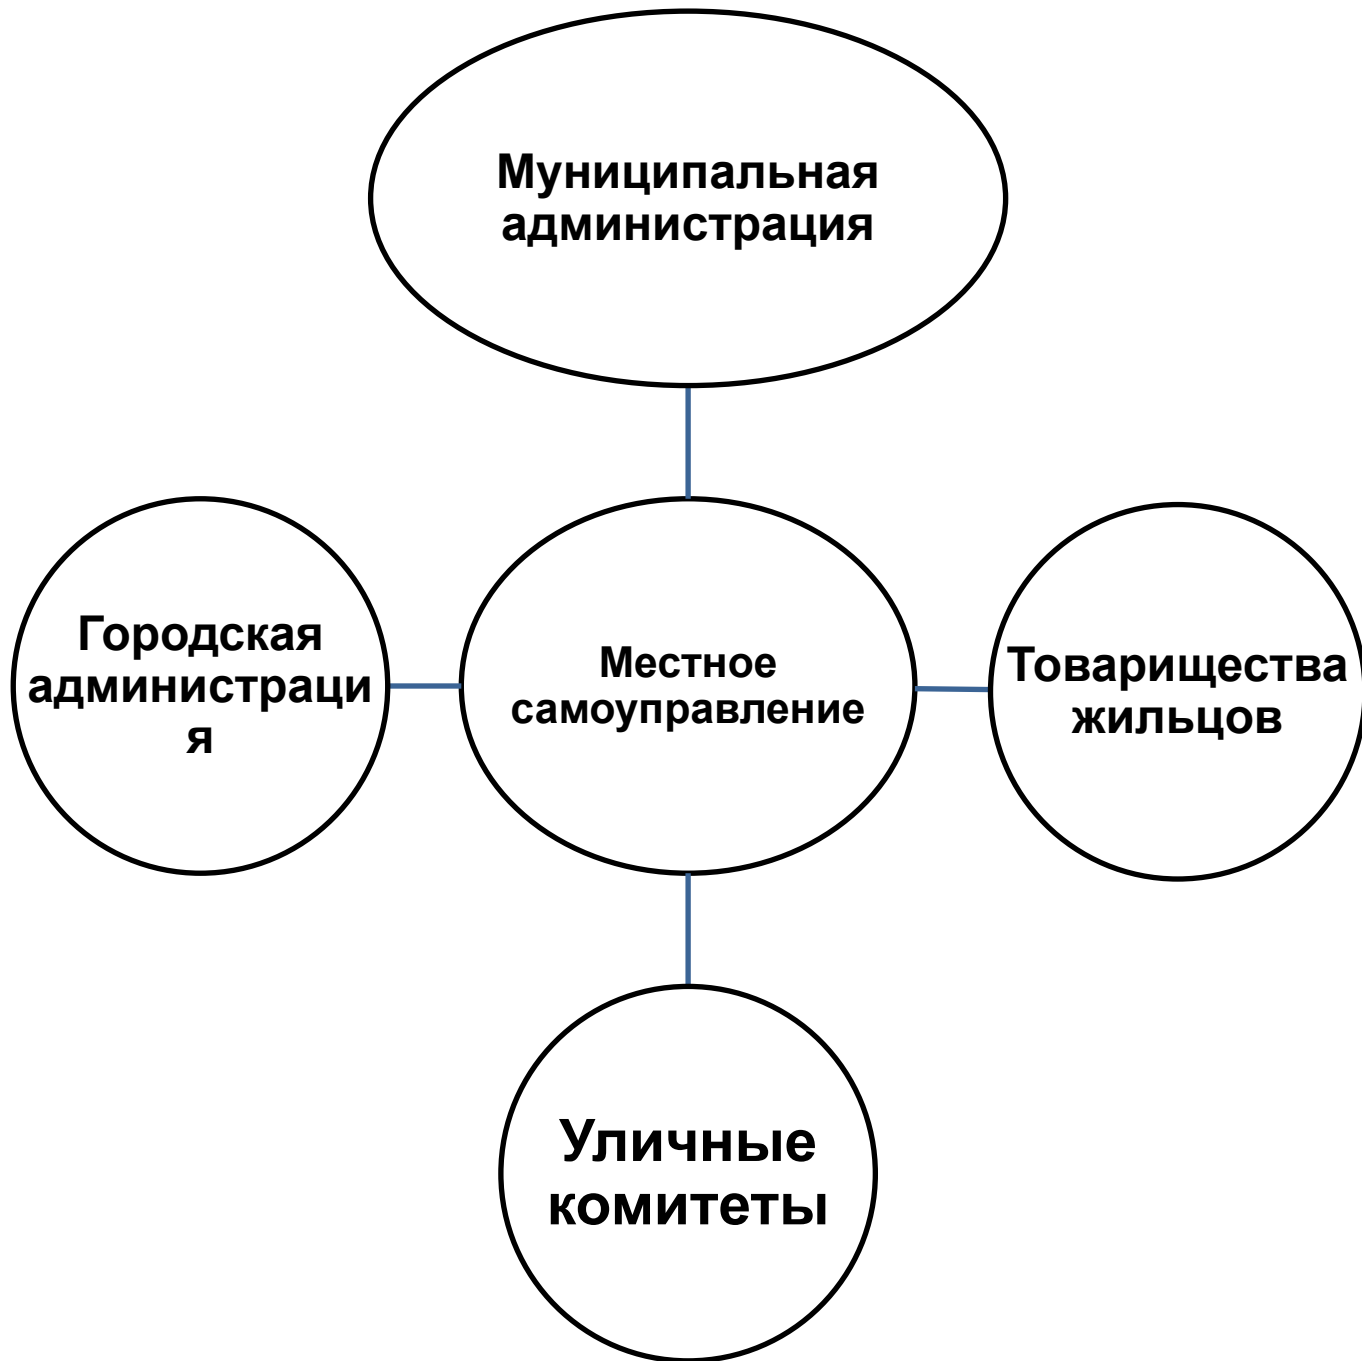 Муниципальная
администрация
Городская
администраци
я
Местное
самоуправление
Товарищества
жильцов
Уличные
комитеты